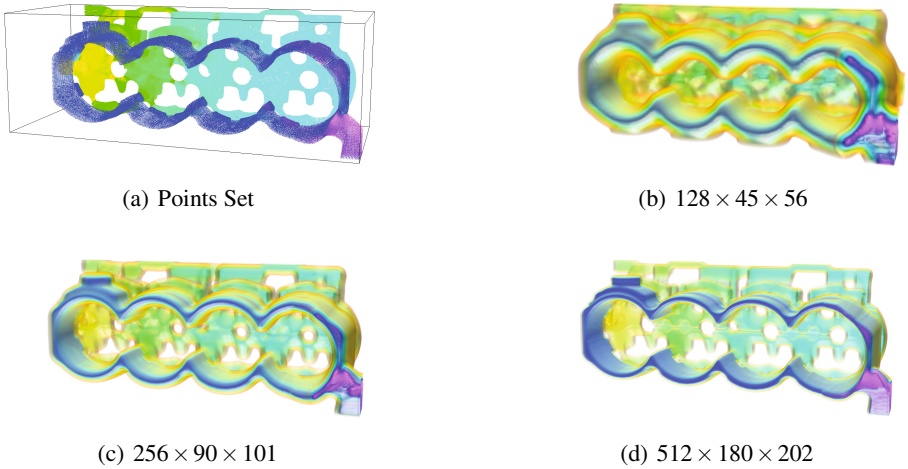 (a) Points Set
(b) 128 × 45 × 56
(c) 256 × 90 × 101
(d) 512 × 180 × 202